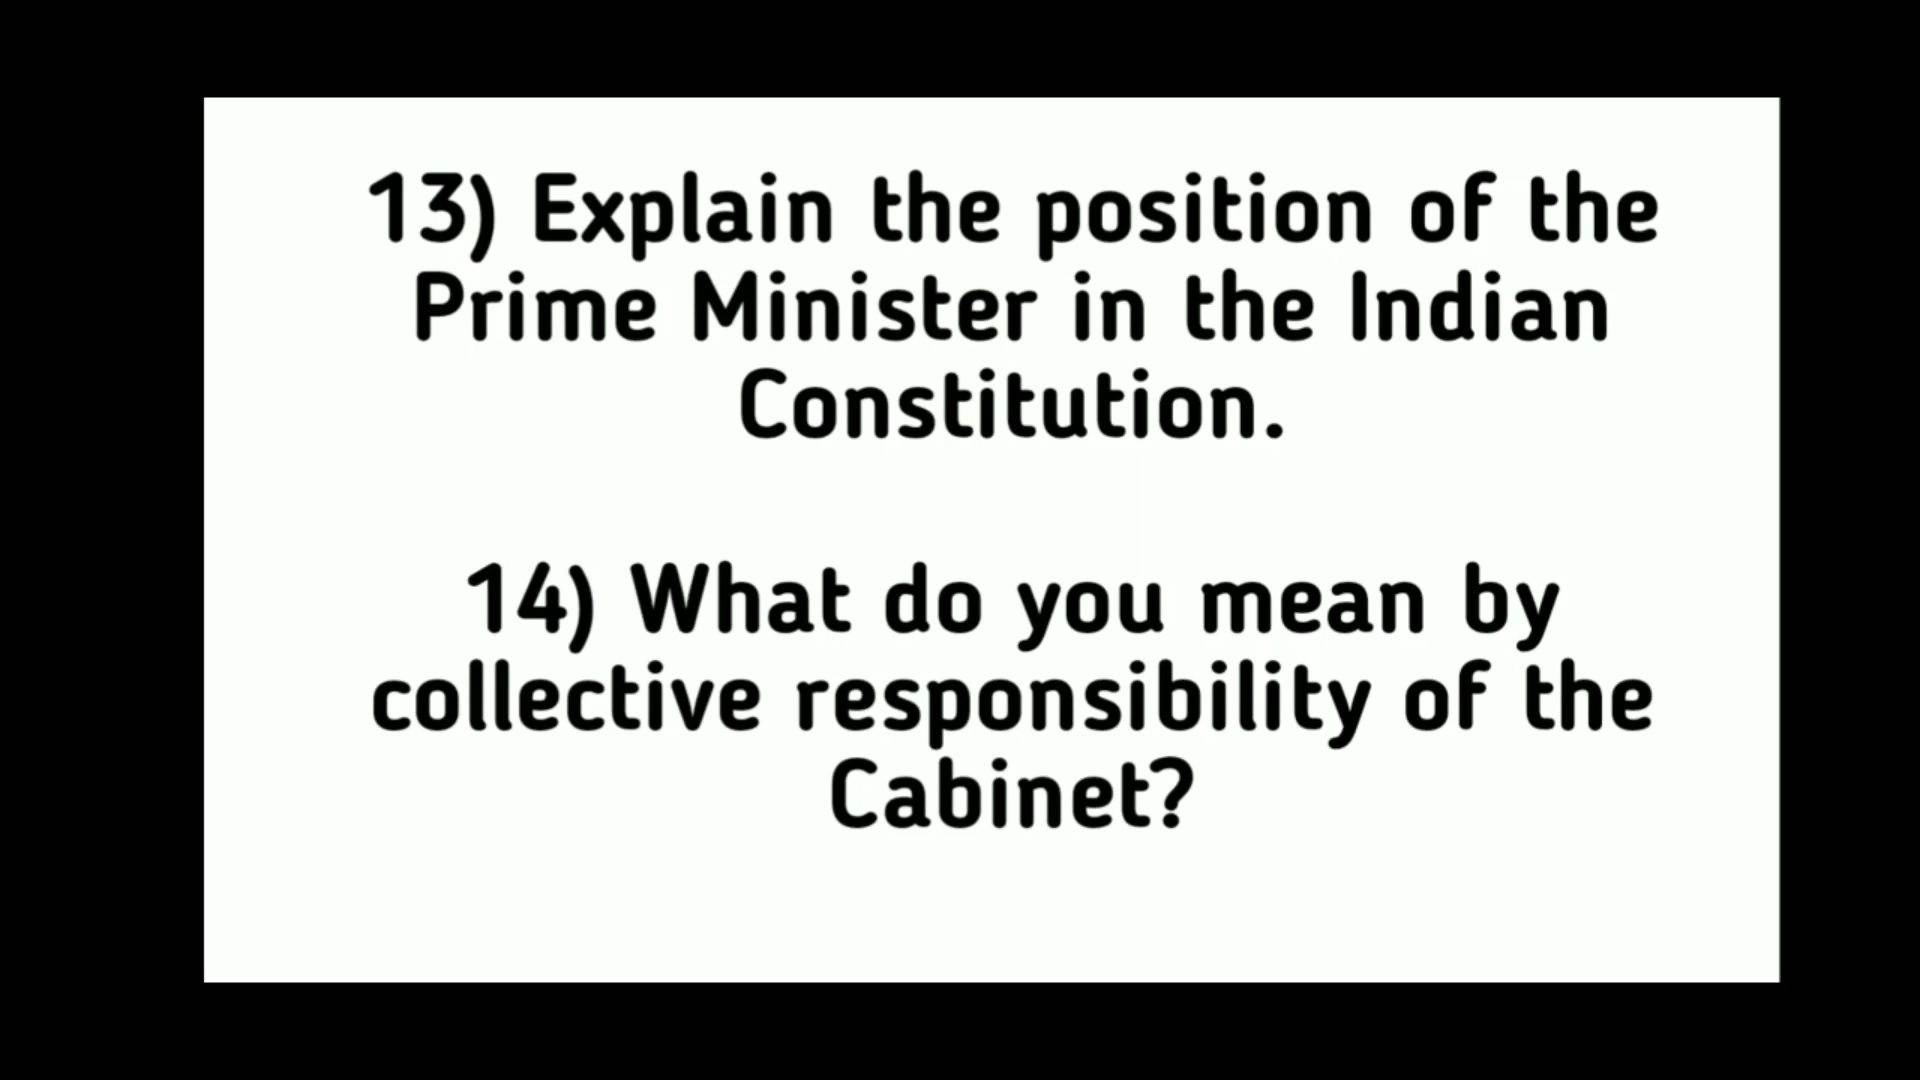 13) Explain the position of the
Prime Minister in the Indian
Constitution.
14) What do you mean by
collective responsibility of the
Cabinet?